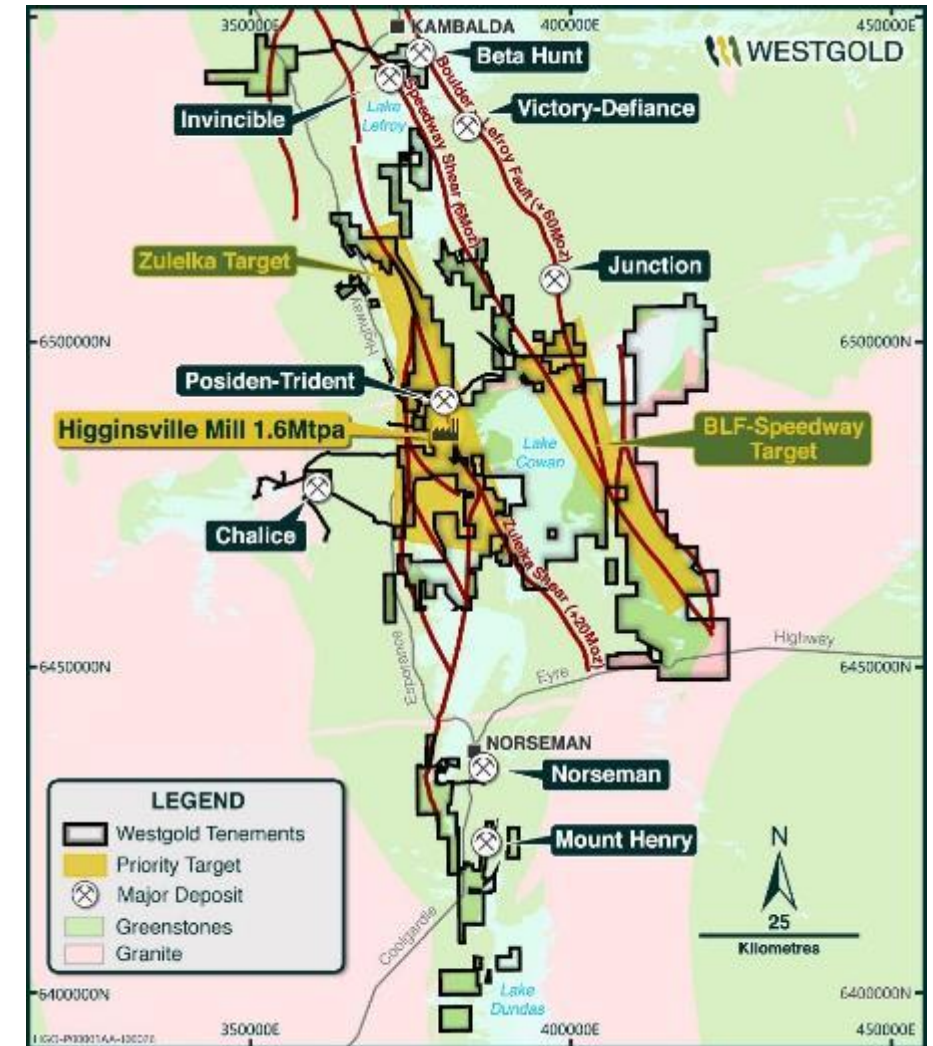 350000E
400000E
450000E
KAMBALDA
WESTGOLD
Beta Hunt
Invincible
Lake
Lefroy
Victory-Defiance
Boulder Lefroy Fault (+60Moz)
Speedway Shear (6Moz)
Zuleika Target
Junction
Highway
6500000N
6500000N
Posiden-Trident
Higginsville Mill 1.6Mtpa
Lake
Cowan
BLF-Speedway
Target
Chalice
Zuleika Shear (+20Moz)
Highway
6450000N
6450000N
Esperance
Eyre
NORSEMAN
Norseman
LEGEND
Westgold Tenements
Priority Target
Major Deposit
Greenstones
Granite
Mount Henry
N
25
Kilometres
Coolgardie
6400000N
6400000N
Lake
Dundas
350000E
400000E
450000E